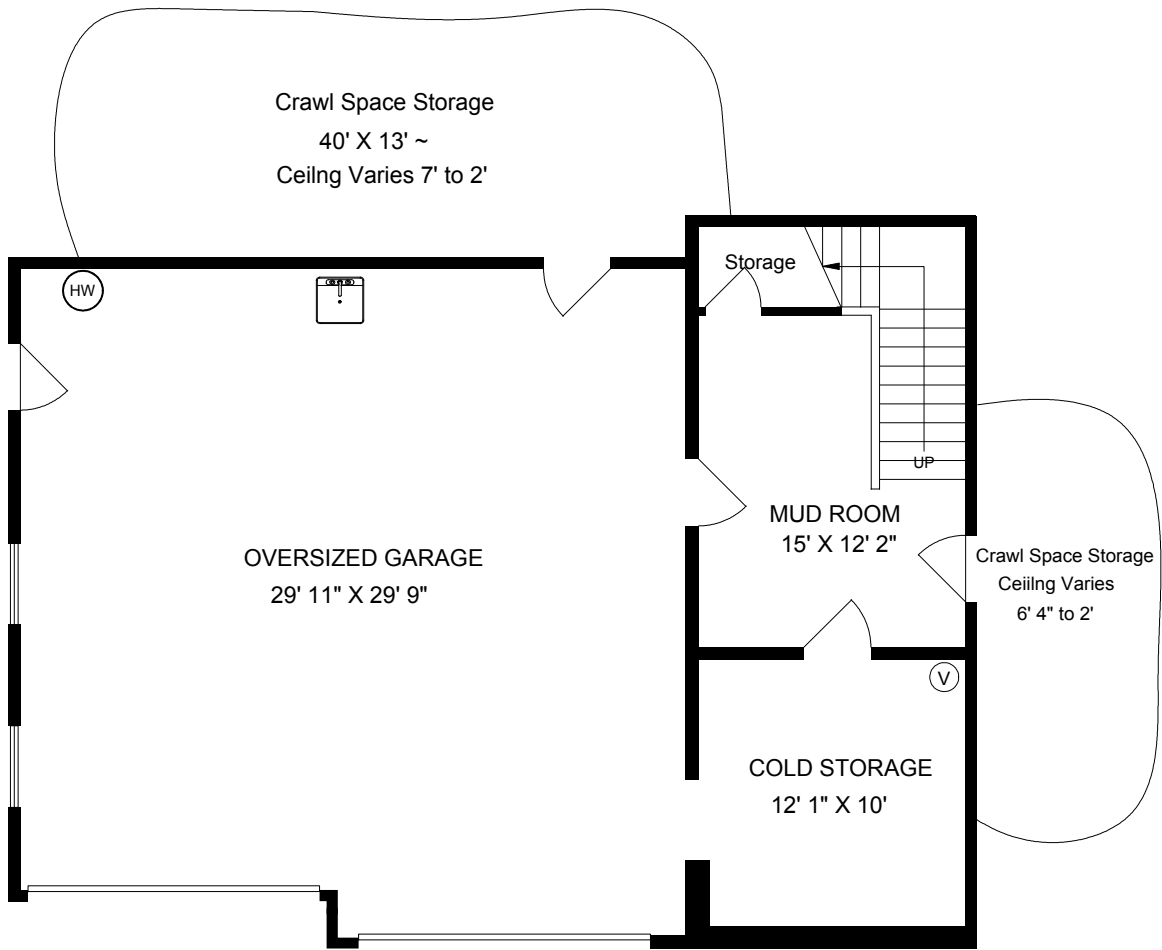 Crawl Space Storage
40' X 13' ~
Ceilng Varies 7' to 2'
Storage
HW
UP
MUD ROOM
15' X 12' 2"
OVERSIZED GARAGE
29' 11" X 29' 9"
Crawl Space Storage
Ceiilng Varies
6' 4" to 2'
V
COLD STORAGE
12' 1" X 10'